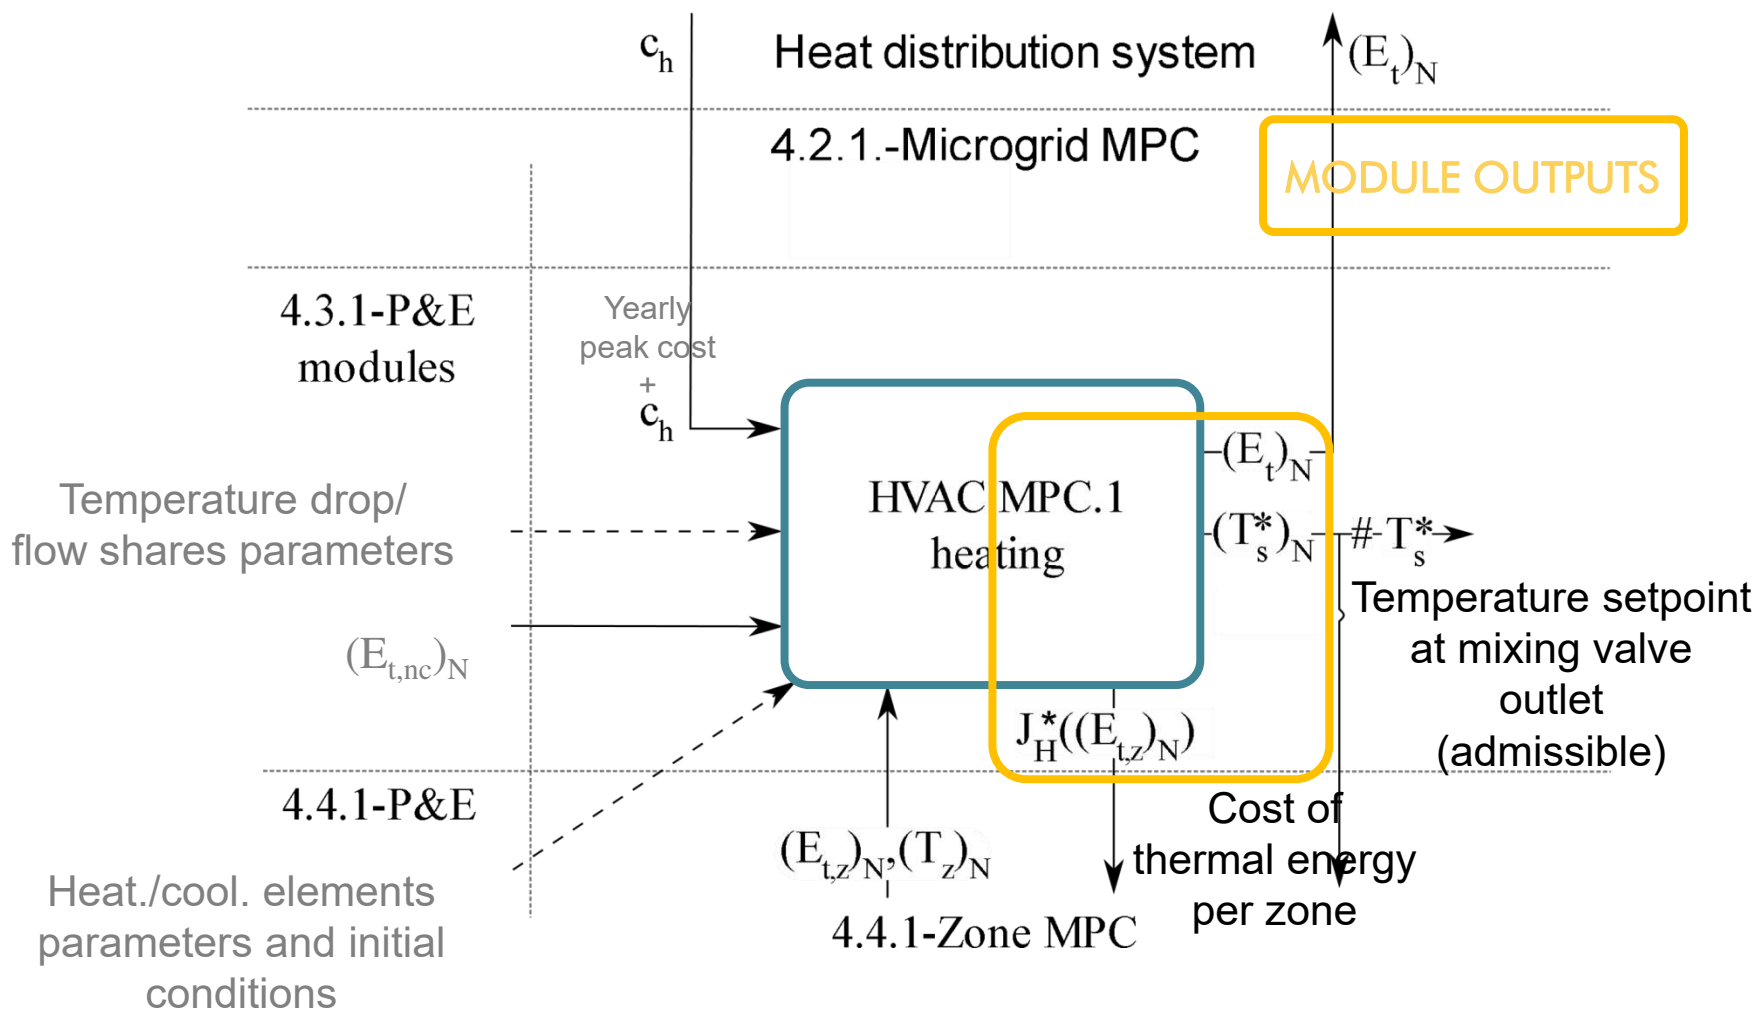 c_h
Heat distribution system
(E_t)_N
4.2.1.-Microgrid MPC
MODULE OUTPUTS
4.3.1-P&E
modules
Yearly
peak cost
+
c_h
Temperature drop/
flow shares parameters
(E_t,nc)_N
HVAC MPC.1
heating
(E_t)_N
(T_s^*)_N
# T_s^*
Temperature setpoint
at mixing valve
outlet
(admissible)
J_H^*((E_t,z)_N)
4.4.1-P&E
Cost of
thermal energy
per zone
(E_t,z)_N,(T_z)_N
4.4.1-Zone MPC
Heat./cool. elements
parameters and initial
conditions